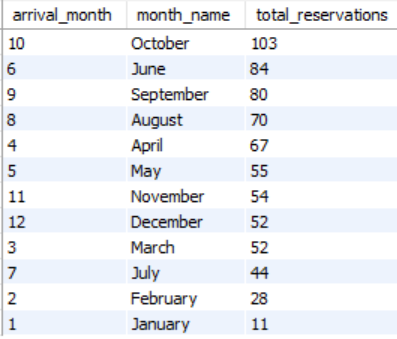 arrival_month month_name total_reservations
10 October 103
6 June 84
9 September 80
8 August 70
4 April 67
5 May 55
11 November 54
12 December 52
3 March 52
7 July 44
2 February 28
1 January 11